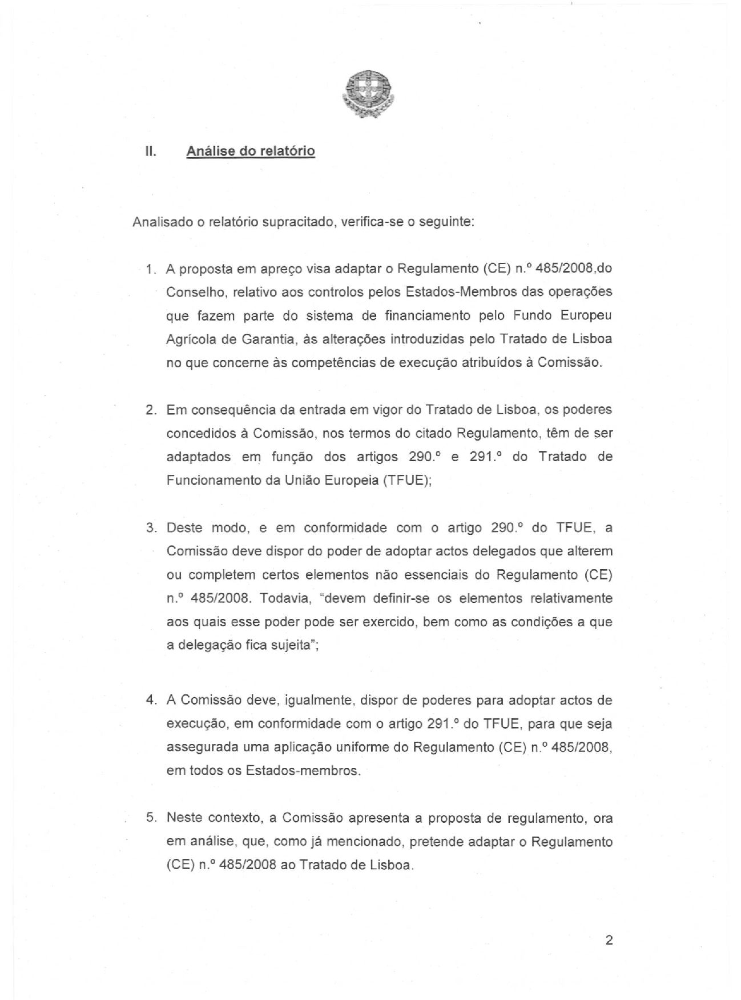 II. Análise do relatório
Analisado o relatório supracitado, verifica-se o seguinte:
1. A proposta em apreço visa adaptar o Regulamento (CE) n.º 485/2008,do
Conselho, relativo aos controlos pelos Estados-Membros das operações
que fazem parte do sistema de financiamento pelo Fundo Europeu
Agrícola de Garantia, às alterações introduzidas pelo Tratado de Lisboa
no que concerne às competências de execução atribuídos à Comissão.
2. Em consequência da entrada em vigor do Tratado de Lisboa, os poderes
concedidos à Comissão, nos termos do citado Regulamento, têm de ser
adaptados em função dos artigos 290.º e 291.º do Tratado de
Funcionamento da União Europeia (TFUE);
3. Deste modo, e em conformidade com o artigo 290.º do TFUE, a
Comissão deve dispor do poder de adoptar actos delegados que alterem
ou completem certos elementos não essenciais do Regulamento (CE)
n.º 485/2008. Todavia, “devem definir-se os elementos relativamente
aos quais esse poder pode ser exercido, bem como as condições a que
a delegação fica sujeita”;
4. A Comissão deve, igualmente, dispor de poderes para adoptar actos de
execução, em conformidade com o artigo 291.º do TFUE, para que seja
assegurada uma aplicação uniforme do Regulamento (CE) n.º 485/2008,
em todos os Estados-membros.
5. Neste contexto, a Comissão apresenta a proposta de regulamento, ora
em análise, que, como já mencionado, pretende adaptar o Regulamento
(CE) n.º 485/2008 ao Tratado de Lisboa.
2